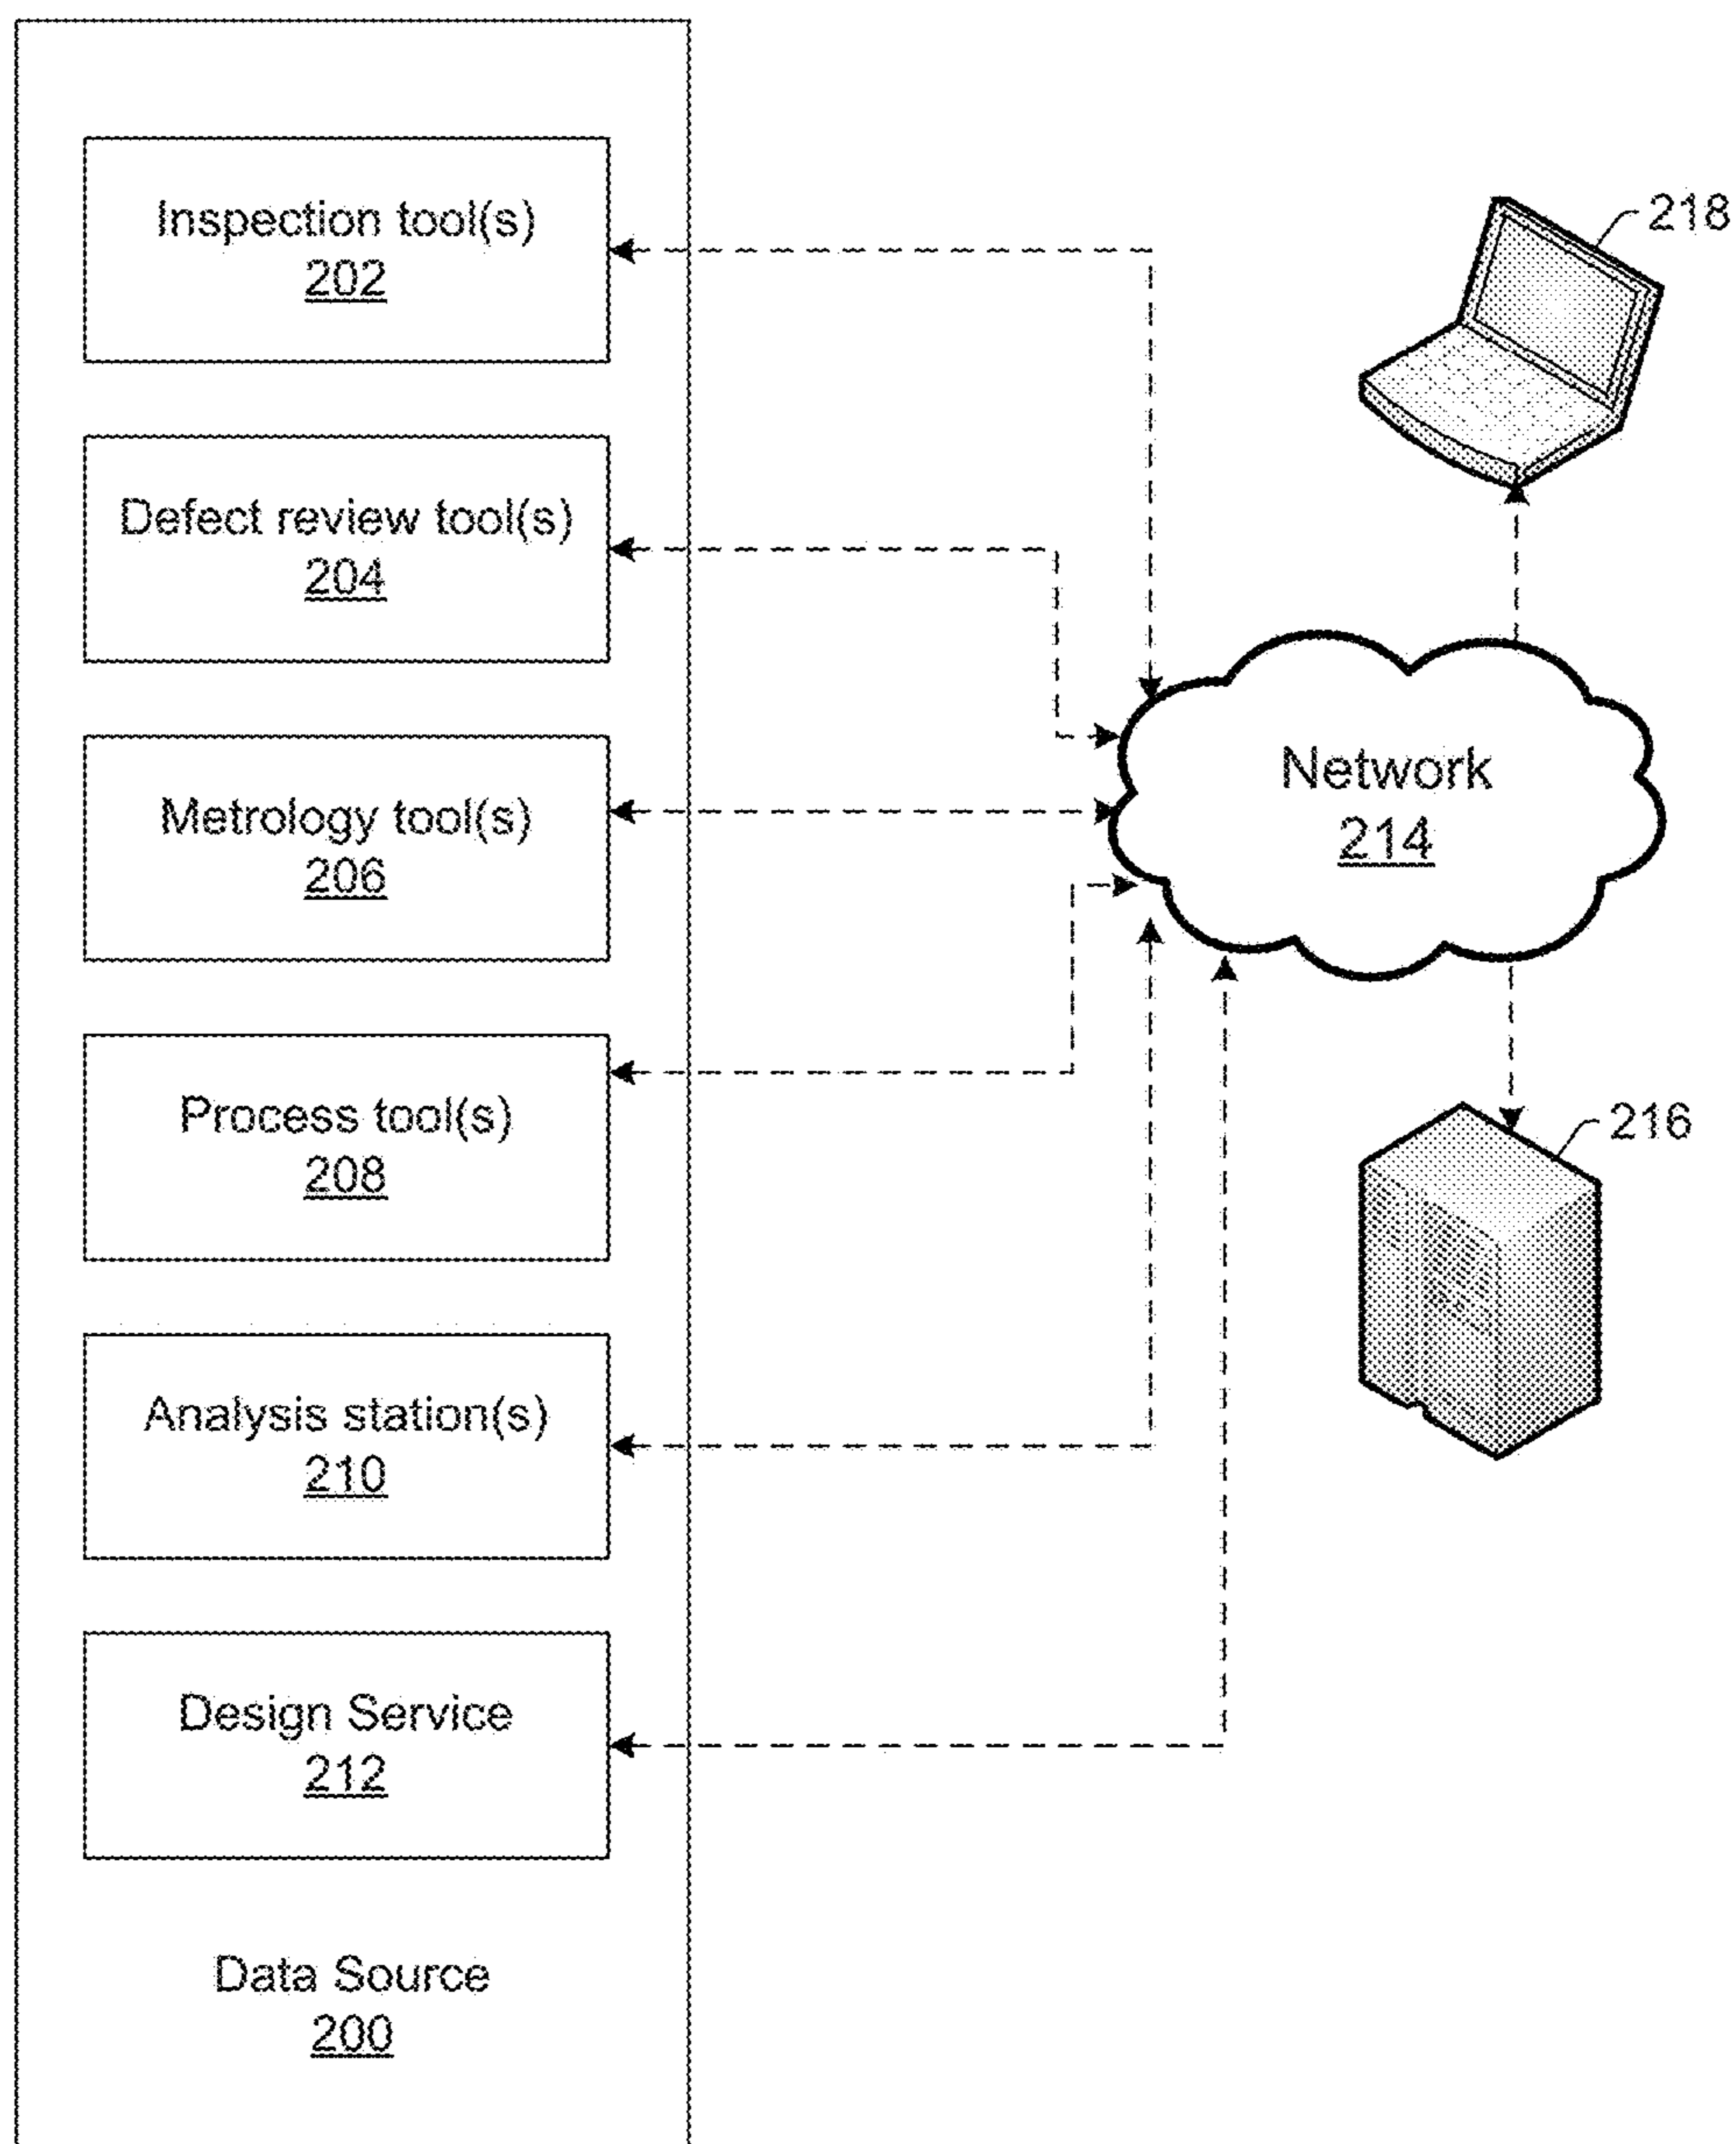 Inspection tool(s)
202
Defect review tool(s)
204
Metrology tool(s)
206
Process tool(s)
208
Analysis station(s)
210
Design Service
212
Data Source
200
Network
214
218
216